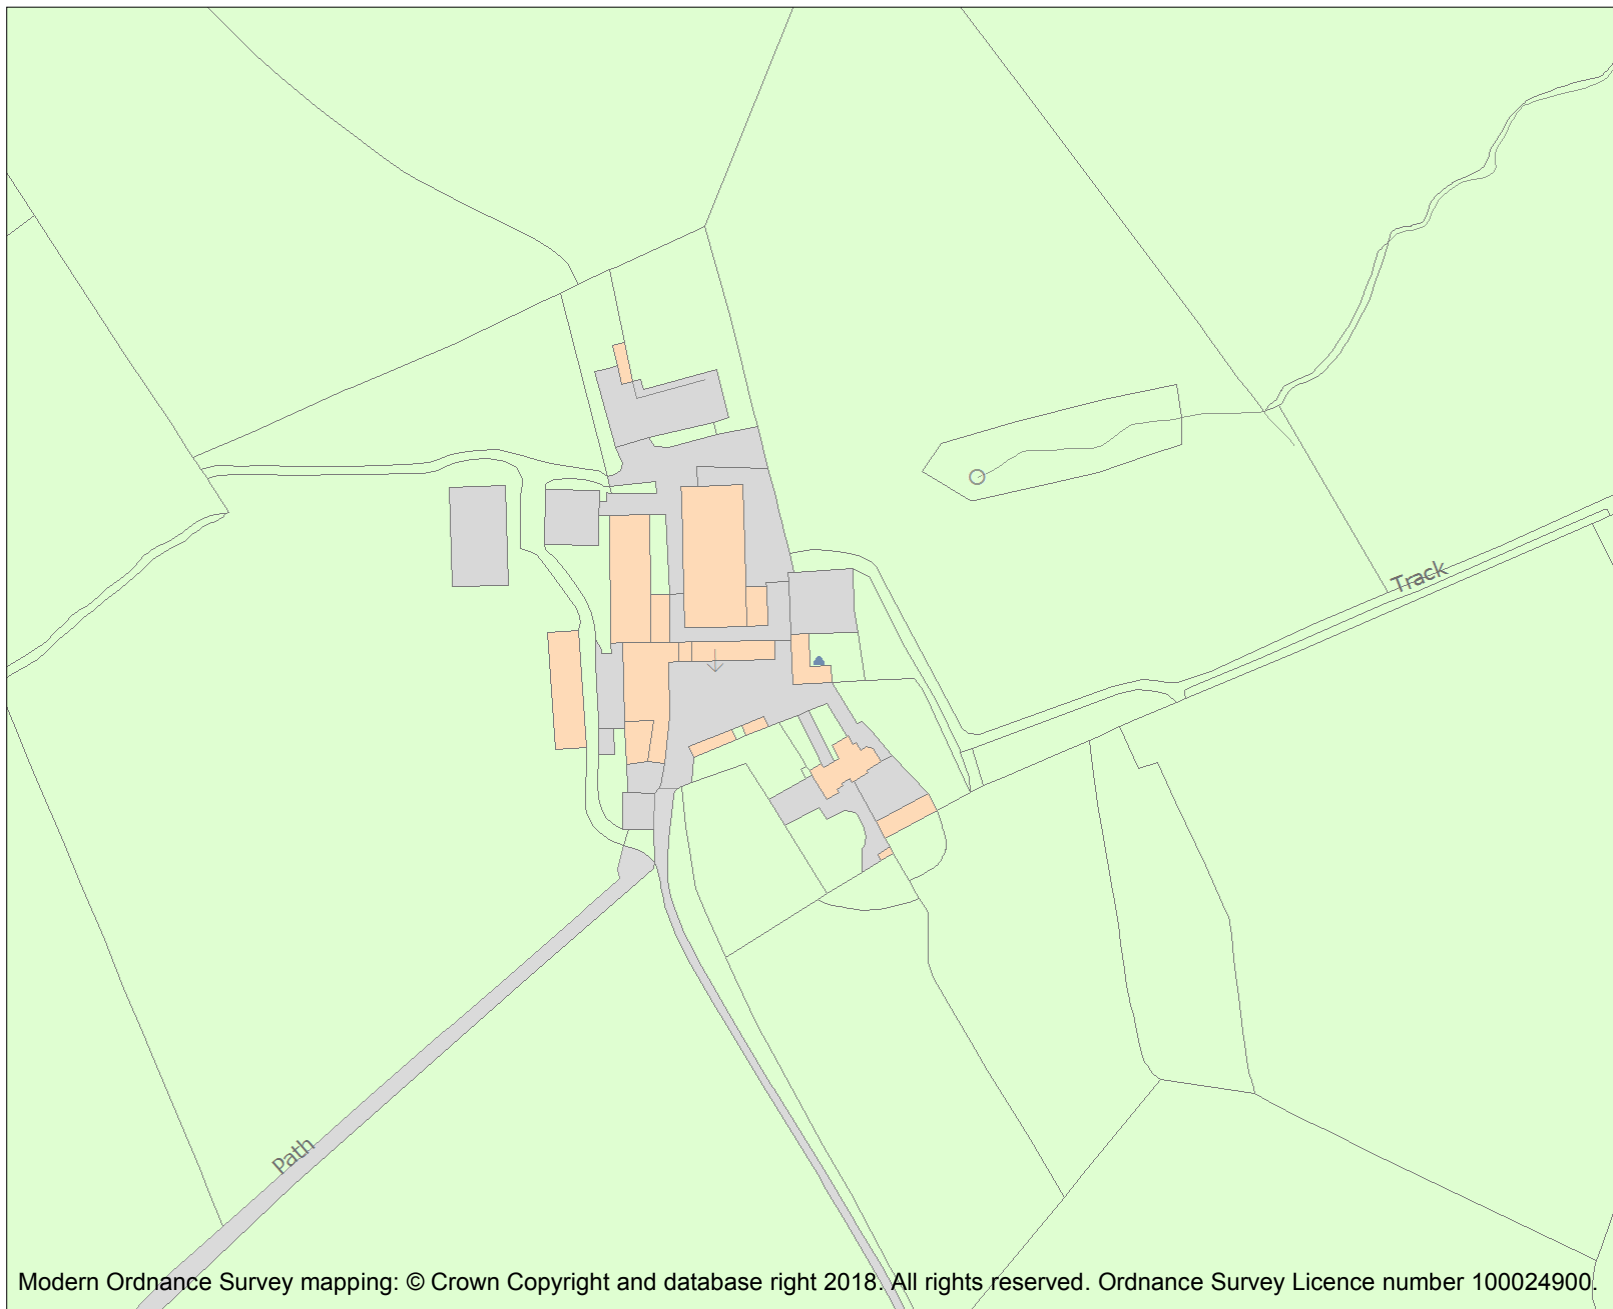 Track
Path
Modern Ordnance Survey mapping: © Crown Copyright and database right 2018. All rights reserved. Ordnance Survey Licence number 100024900.